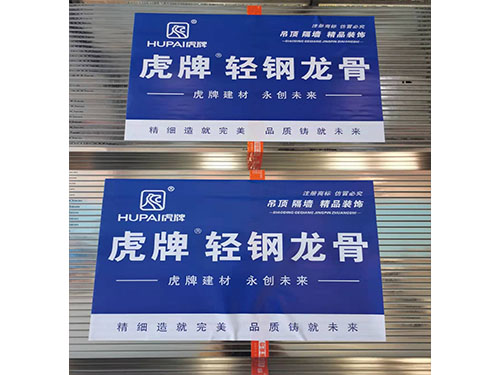 注册商标 仿冒必究
HUPAI虎牌®
吊顶 隔墙 精品装饰
虎牌® 轻钢龙骨
虎牌建材 永创未来
精细造就完美 品质铸就未来
注册商标 仿冒必究
HUPAI虎牌®
吊顶 隔墙 精品装饰
虎牌® 轻钢龙骨
虎牌建材 永创未来
精细造就完美 品质铸就未来